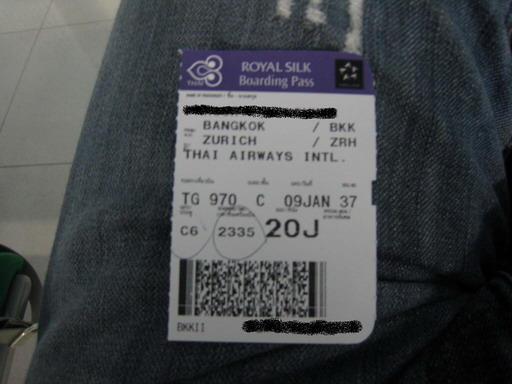 THAI
ROYAL SILK
Boarding Pass
BANGKOK / BKK
ZURICH / ZRH
THAI AIRWAYS INTL.
TG 970 C 09JAN 37
C6 2335 20J
BKKII